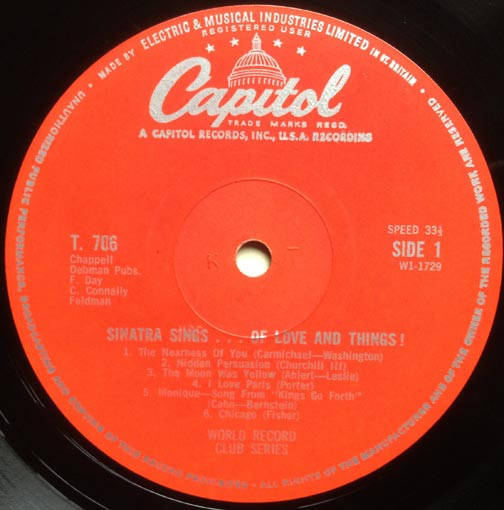 MADE BY ELECTRIC & MUSICAL INDUSTRIES LIMITED IN GT. BRITAIN
REGISTERED USER
Capitol
TRADE MARKS REGD.
A CAPITOL RECORDS, INC., U.S.A. RECORDING
T. 706
Chappell
Debman Pubs.
F. Day
C. Connelly
Feldman
SPEED 33⅓
SIDE 1
W1-1729
K T
SINATRA SINGS . . . OF LOVE AND THINGS!
1. The Nearness Of You (Carmichael—Washington)
2. Hidden Persuasion (Churchill III)
3. The Moon Was Yellow (Ahlert—Leslie)
4. I Love Paris (Porter)
5. Monique—Song From "Kings Go Forth"
(Cahn—Bernstein)
6. Chicago (Fisher)
WORLD RECORD
CLUB SERIES
UNAUTHORISED PUBLIC PERFORMANCE, BROADCASTING AND COPYING OF THIS RECORD PROHIBITED - ALL RIGHTS OF THE MANUFACTURER AND OF THE OWNER OF THE RECORDED WORK ARE RESERVED